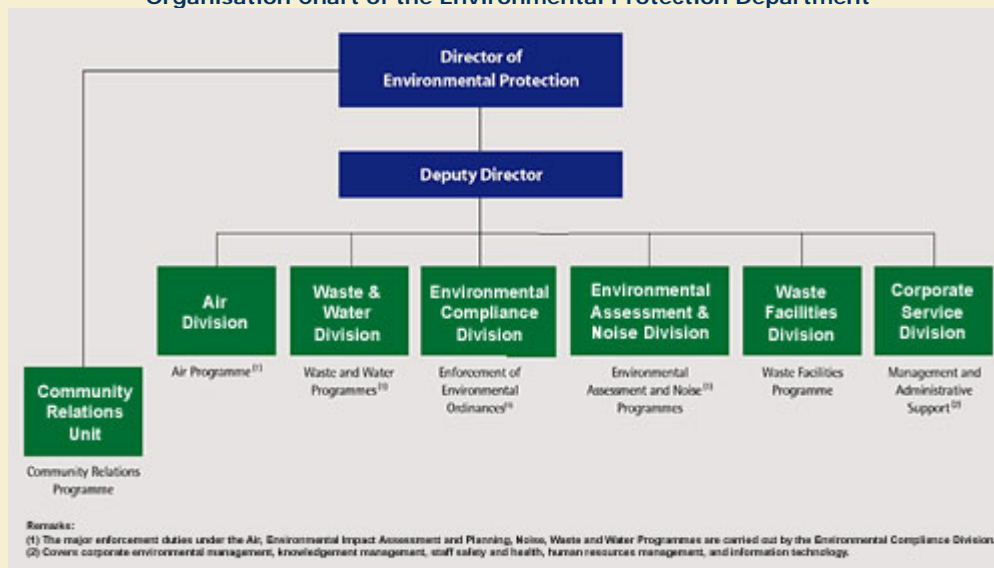 Organisation Chart of the Environmental Protection Department
Director of
Environmental Protection
Deputy Director
Air
Division
Air Programme(1)
Waste &
Water
Division
Waste and Water
Programmes(1)
Environmental
Compliance
Division
Enforcement of
Environmental
Ordinances(1)
Environmental
Assessment &
Noise Division
Environmental
Assessment and Noise(1)
Programmes
Waste
Facilities
Division
Waste Facilities
Programme
Corporate
Service
Division
Management and
Administrative
Support(2)
Community
Relations
Unit
Community Relations
Programme
Remarks:
(1) The major enforcement duties under the Air, Environmental Impact Assessment and Planning, Noise, Waste and Water Programmes are carried out by the Environmental Compliance Division.
(2) Covers corporate environmental management, knowledgement management, staff safety and health, human resources management, and information technology.